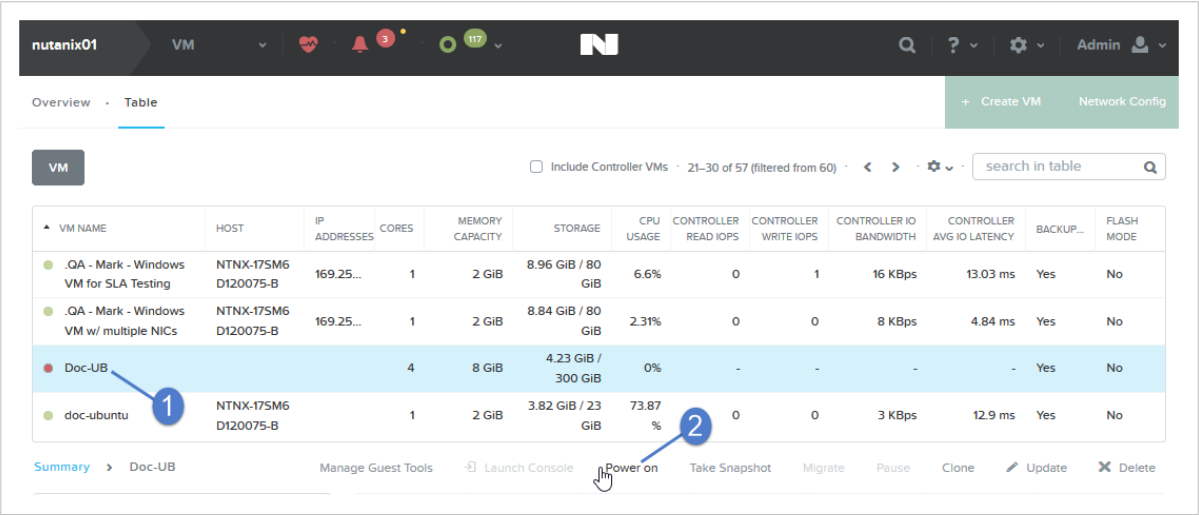 nutanix01 VM 3 117 N ? Admin
Overview · Table + Create VM Network Config
VM Include Controller VMs · 21–30 of 57 (filtered from 60) · < > · · search in table
VM NAME HOST IP ADDRESSES CORES MEMORY CAPACITY STORAGE CPU USAGE CONTROLLER READ IOPS CONTROLLER WRITE IOPS CONTROLLER IO BANDWIDTH CONTROLLER AVG IO LATENCY BACKUP... FLASH MODE
.QA - Mark - Windows VM for SLA Testing NTNX-17SM6D120075-B 169.25... 1 2 GiB 8.96 GiB / 80 GiB 6.6% 0 1 16 KBps 13.03 ms Yes No
.QA - Mark - Windows VM w/ multiple NICs NTNX-17SM6D120075-B 169.25... 1 2 GiB 8.84 GiB / 80 GiB 2.31% 0 0 8 KBps 4.84 ms Yes No
Doc-UB 4 8 GiB 4.23 GiB / 300 GiB 0% - - - - Yes No
1
doc-ubuntu NTNX-17SM6D120075-B 1 2 GiB 3.82 GiB / 23 GiB 73.87% 0 0 3 KBps 12.9 ms Yes No
2
Summary > Doc-UB Manage Guest Tools Launch Console Power on Take Snapshot Migrate Pause Clone Update Delete